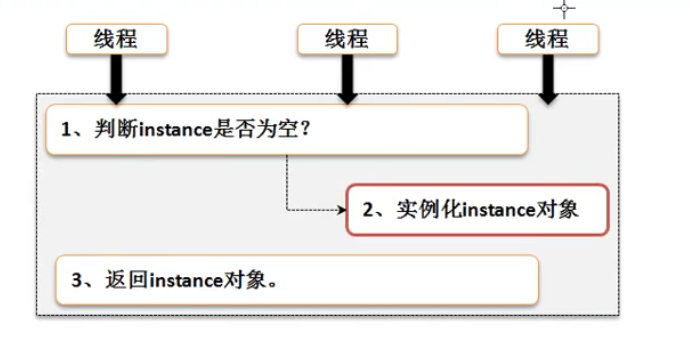 线程 线程 线程
1、判断instance是否为空？
2、实例化instance对象
3、返回instance对象。